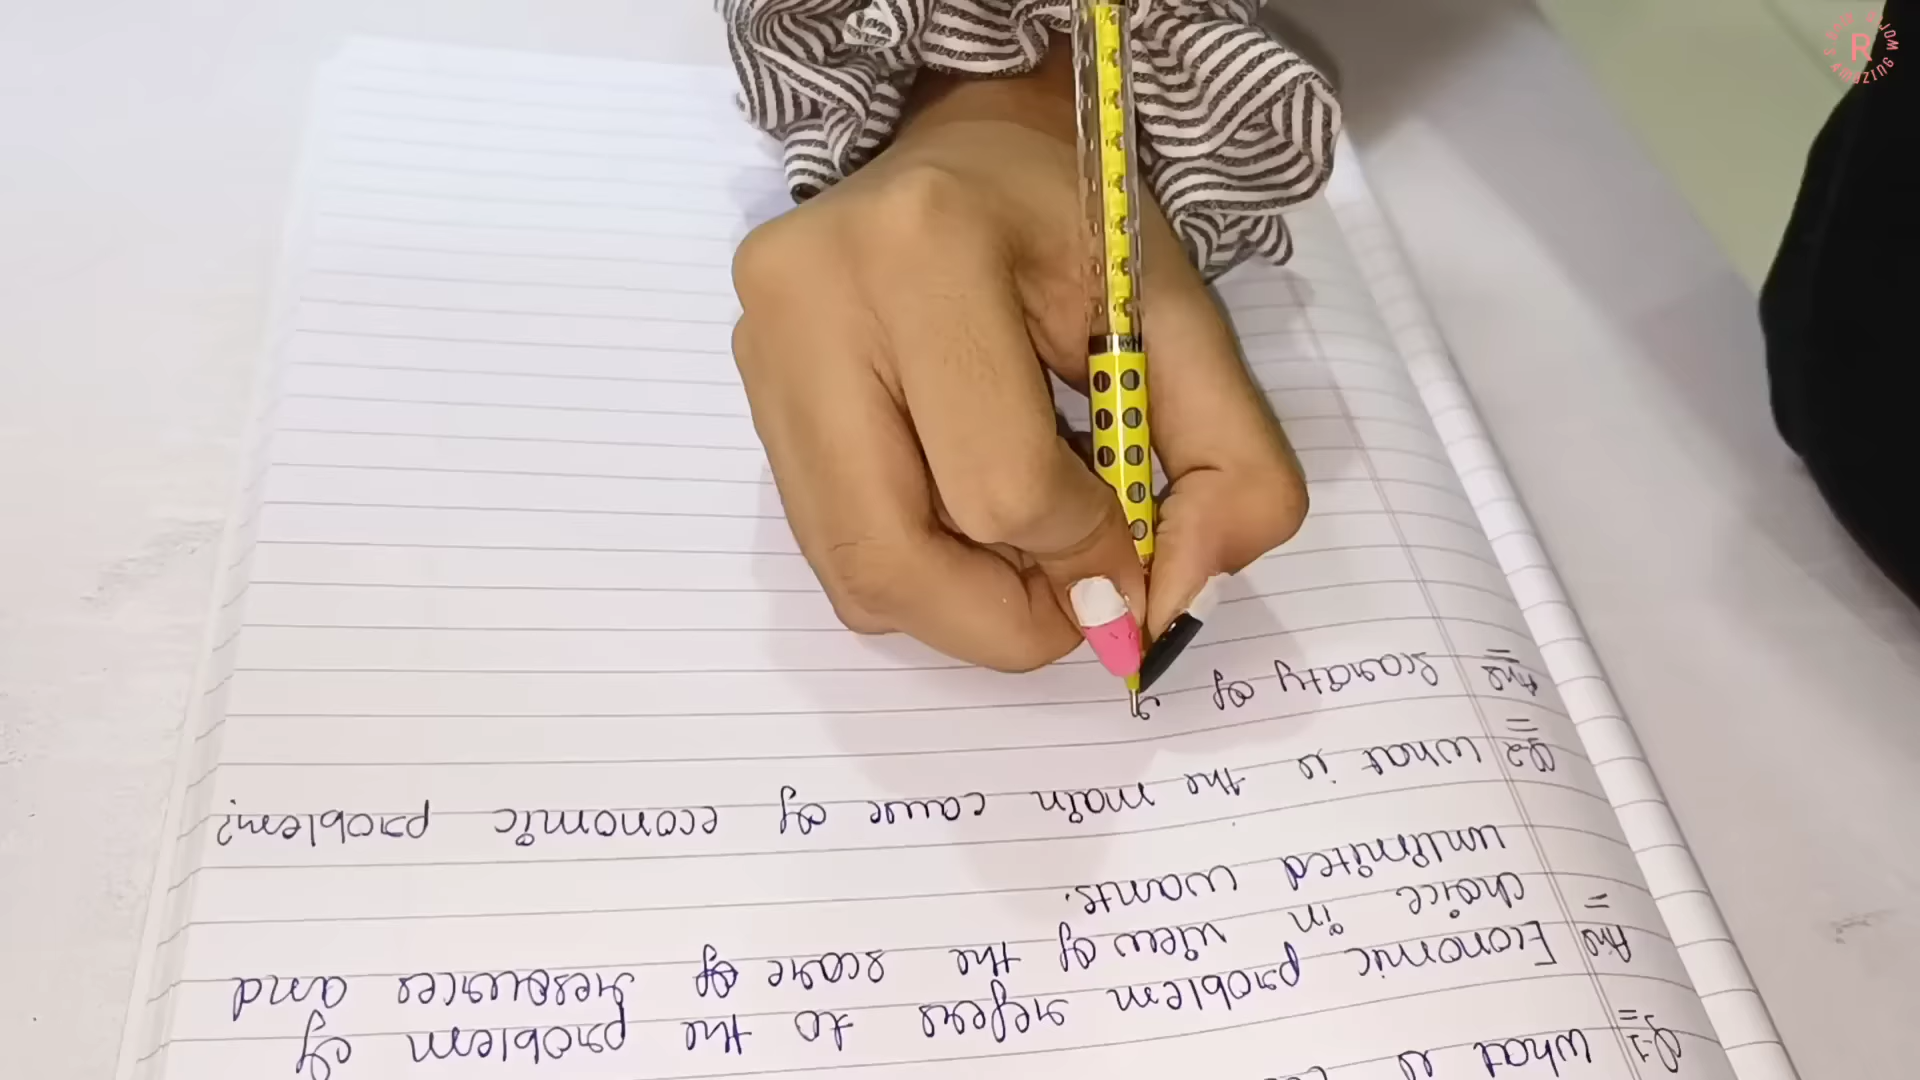 Q.1 What is
Ans Economic problem refers to the problem of
choice in view of the scare of resources and
unlimited wants.
Q2 What is the main cause of economic problem?
Ans Scarcity of
R
AMAZING